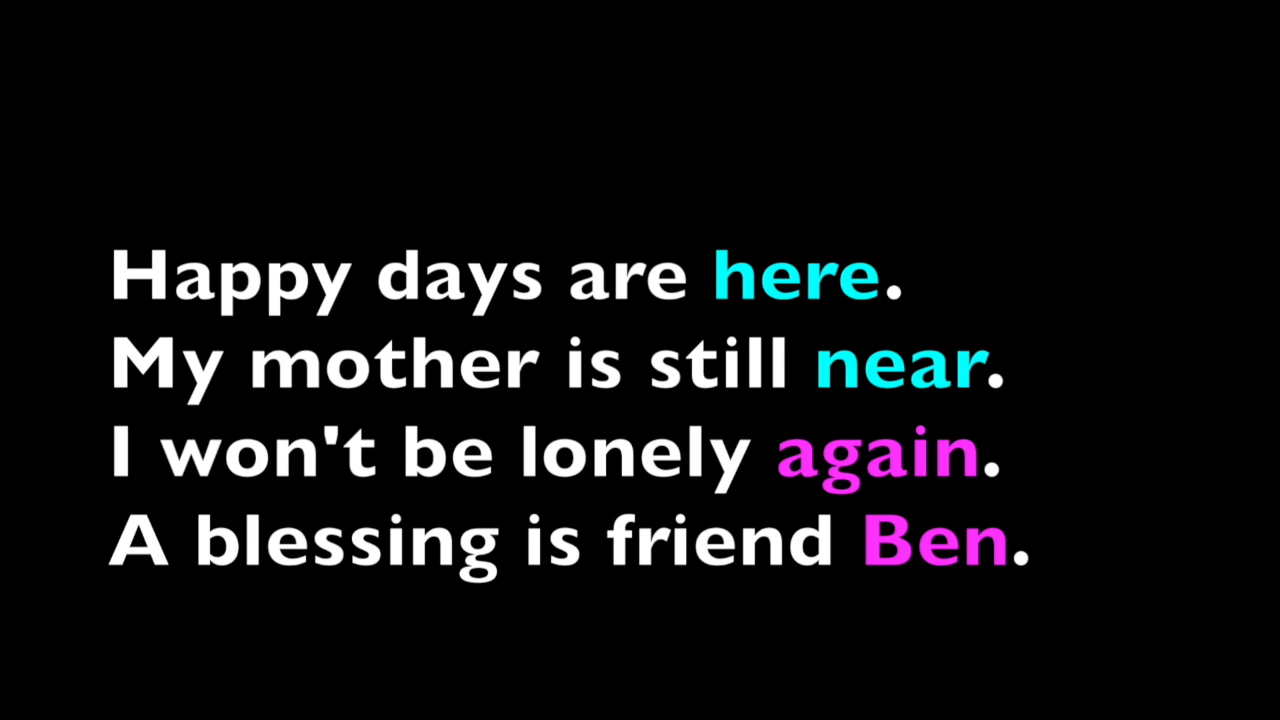 Happy days are here.
My mother is still near.
I won't be lonely again.
A blessing is friend Ben.